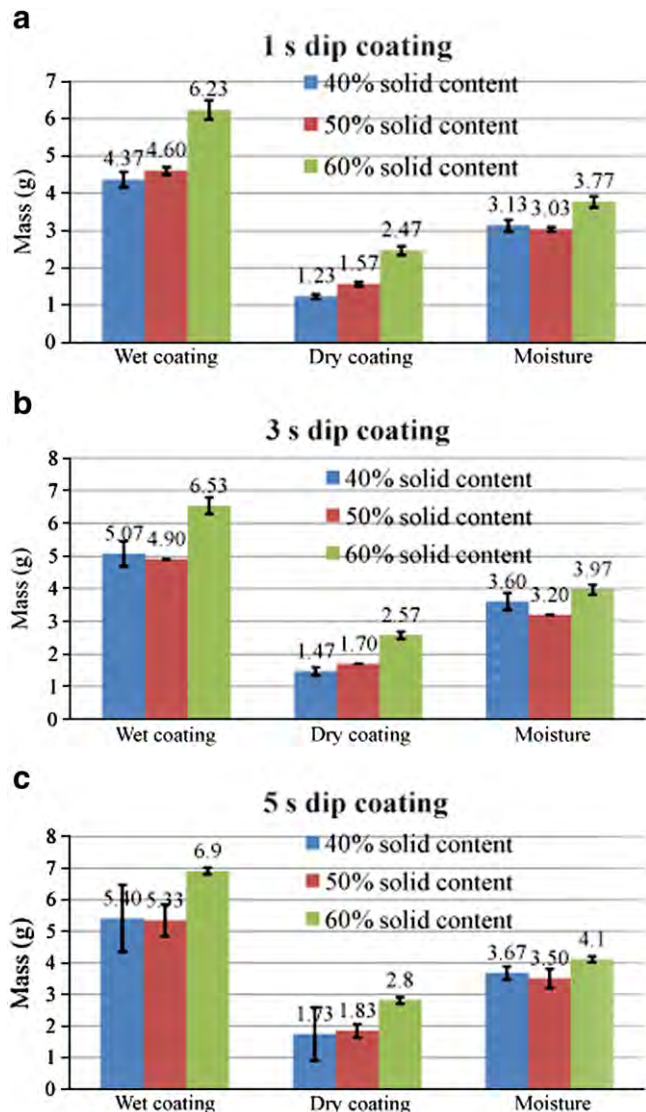 a
1 s dip coating
7
6
5
4
3
2
1
0
Mass (g)
40% solid content
50% solid content
60% solid content
4.37
4.60
6.23
1.23
1.57
2.47
3.13
3.03
3.77
Wet coating
Dry coating
Moisture
b
3 s dip coating
8
7
6
5
4
3
2
1
0
Mass (g)
40% solid content
50% solid content
60% solid content
5.07
4.90
6.53
1.47
1.70
2.57
3.60
3.20
3.97
Wet coating
Dry coating
Moisture
c
5 s dip coating
8
7
6
5
4
3
2
1
0
Mass (g)
40% solid content
50% solid content
60% solid content
5.40
5.33
6.9
1.73
1.83
2.8
3.67
3.50
4.1
Wet coating
Dry coating
Moisture